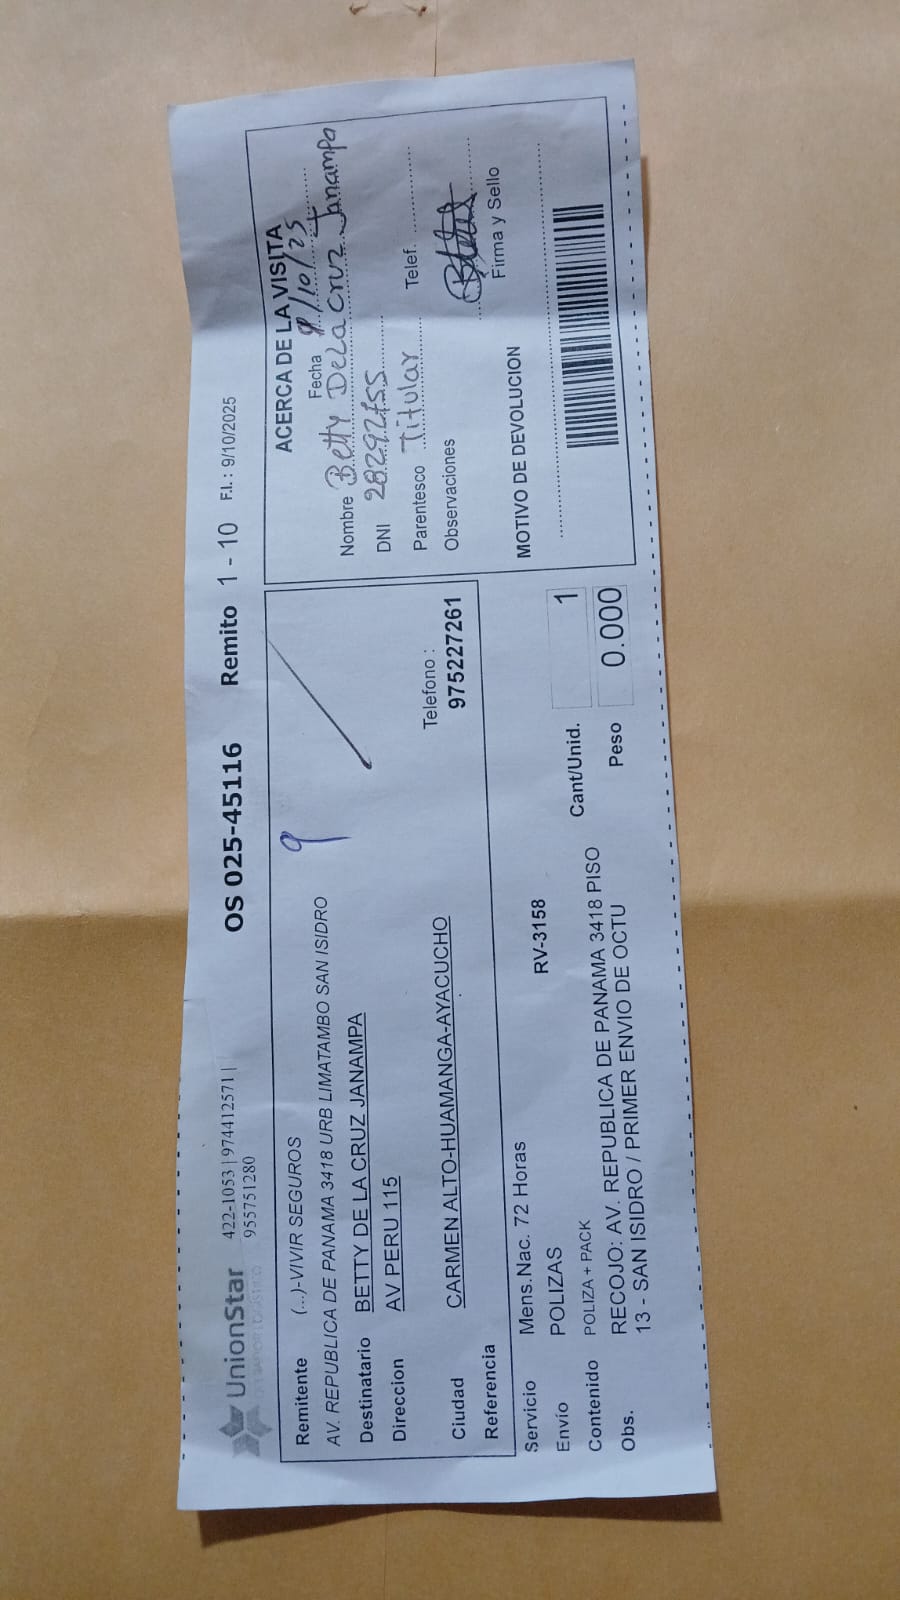 UnionStar
422-1053 | 974412571 |
955751280
OS 025-45116 Remito 1 - 10 F.I. : 9/10/2025
Remitente (...)-VIVIR SEGUROS
AV. REPUBLICA DE PANAMA 3418 URB LIMATAMBO SAN ISIDRO
Destinatario BETTY DE LA CRUZ JANAMPA
Direccion AV PERU 115
Telefono :
Ciudad CARMEN ALTO-HUAMANGA-AYACUCHO 975227261
Referencia
Servicio Mens.Nac. 72 Horas
Envío POLIZAS RV-3158
Contenido POLIZA + PACK Cant/Unid. 1
Obs. RECOJO: AV. REPUBLICA DE PANAMA 3418 PISO
13 - SAN ISIDRO / PRIMER ENVIO DE OCTU
Peso 0.000
9
ACERCA DE LA VISITA
Fecha 9/10/25
Nombre Betty De La Cruz Janampa
DNI 28292755
Parentesco Titular Telef.
Observaciones
Firma y Sello
MOTIVO DE DEVOLUCION